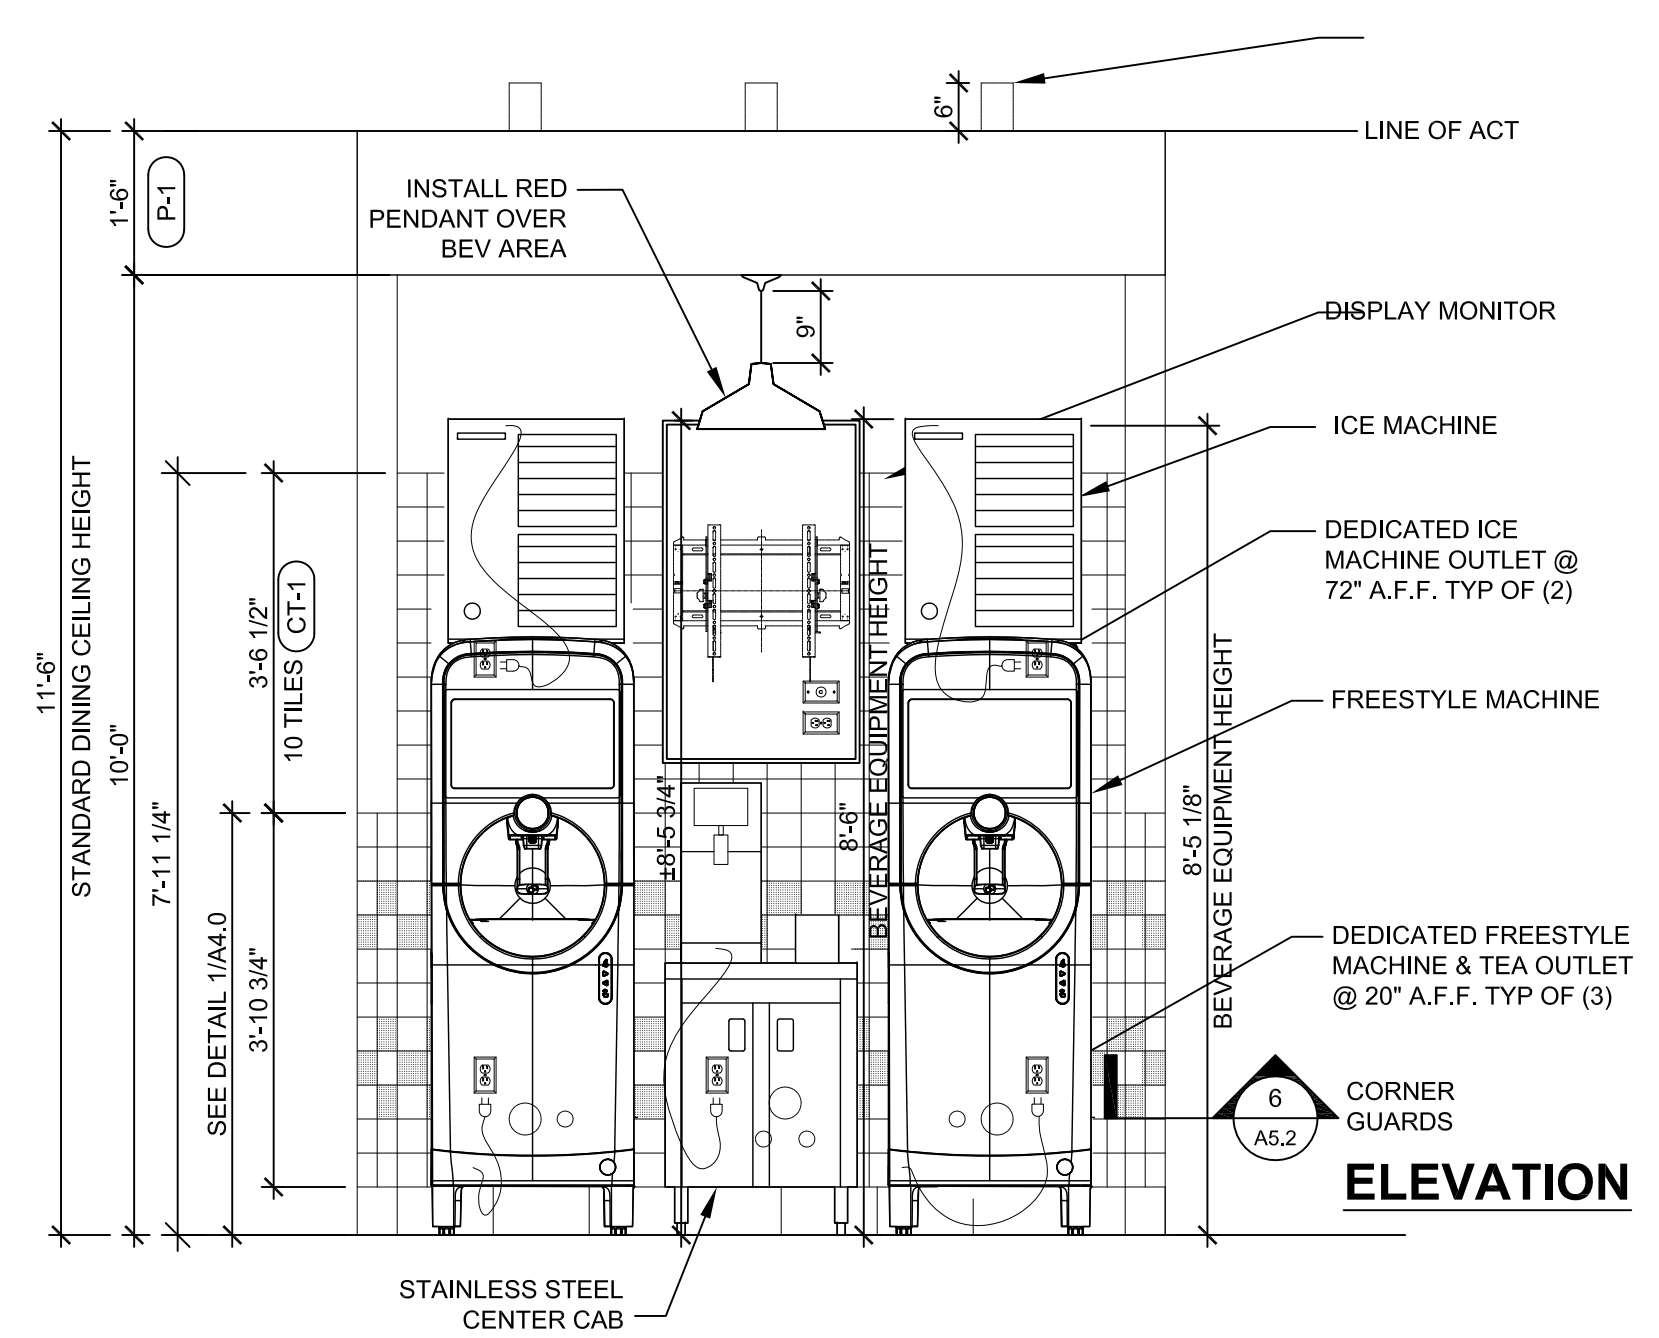 6"
LINE OF ACT
1'-6"
P-1
INSTALL RED
PENDANT OVER
BEV AREA
9"
DISPLAY MONITOR
ICE MACHINE
DEDICATED ICE
MACHINE OUTLET @
72" A.F.F. TYP OF (2)
FREESTYLE MACHINE
DEDICATED FREESTYLE
MACHINE & TEA OUTLET
@ 20" A.F.F. TYP OF (3)
6
A5.2
CORNER
GUARDS
ELEVATION
11'-6"
STANDARD DINING CEILING HEIGHT
10'-0"
7'-11 1/4"
SEE DETAIL 1/A4.0
3'-6 1/2"
10 TILES
CT-1
3'-10 3/4"
±8'-5 3/4"
8'-6"
BEVERAGE EQUIPMENT HEIGHT
8'-5 1/8"
BEVERAGE EQUIPMENT HEIGHT
STAINLESS STEEL
CENTER CAB